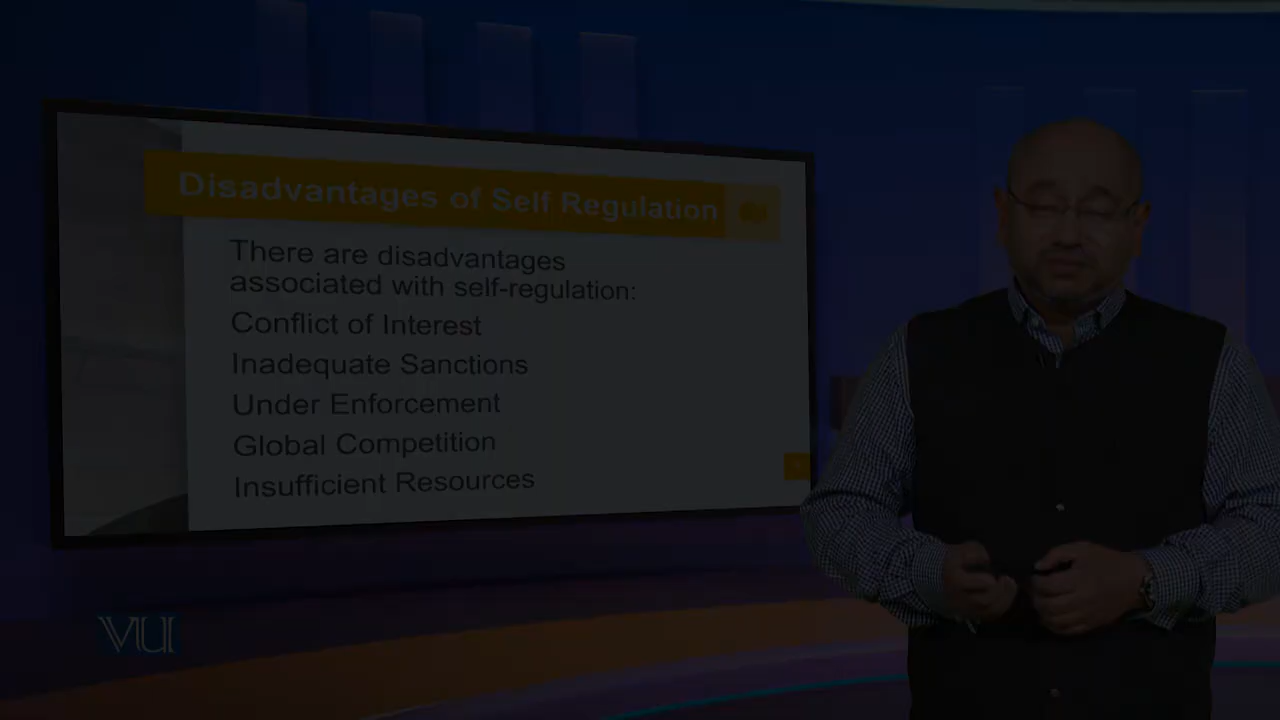 Disadvantages of Self Regulation
There are disadvantages
associated with self-regulation:
Conflict of Interest
Inadequate Sanctions
Under Enforcement
Global Competition
Insufficient Resources
VU